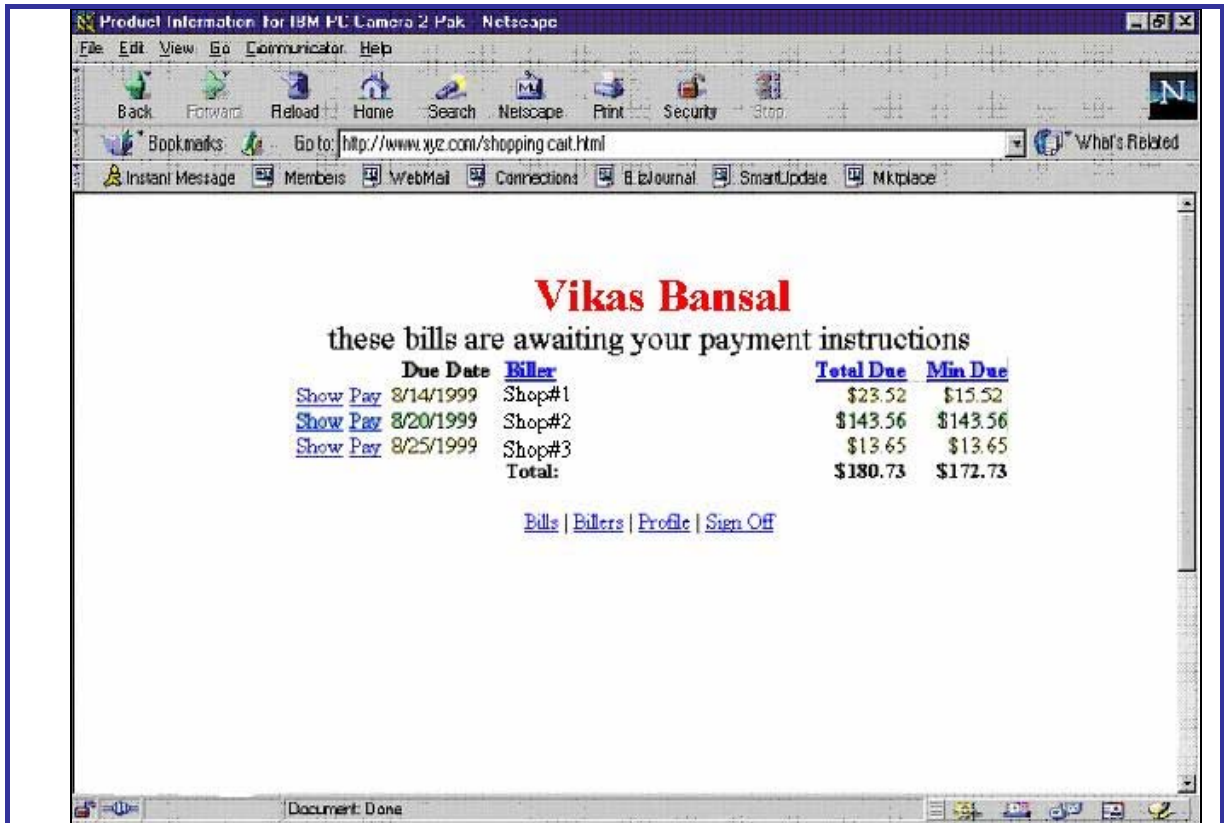 Product Information for IBM PC Camera 2 Pak - Netscape
File Edit View Go Communicator Help
Back Forward Reload Home Search Netscape Print Security Stop
Bookmarks Go to: http://www.xyz.com/shopping cart.html What's Related
Instant Message Members WebMail Connections BizJournal SmartUpdate Mktplace
Vikas Bansal
these bills are awaiting your payment instructions
Due Date Biller Total Due Min Due
Show Pay 8/14/1999 Shop#1 $23.52 $15.52
Show Pay 8/20/1999 Shop#2 $143.56 $143.56
Show Pay 8/25/1999 Shop#3 $13.65 $13.65
Total: $180.73 $172.73
Bills | Billers | Profile | Sign Off
Document: Done